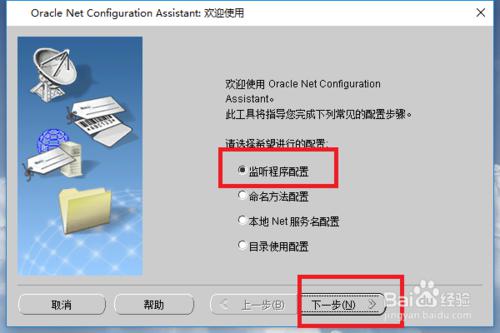 Oracle Net Configuration Assistant: 欢迎使用
欢迎使用 Oracle Net Configuration
Assistant。
此工具将指导您完成下列常见的配置步骤。
请选择希望进行的配置:
监听程序配置
命名方法配置
本地 Net 服务名配置
目录使用配置
取消
帮助
上一步(B)
下一步(N)
Baidu 经验
jingyan.baidu.com